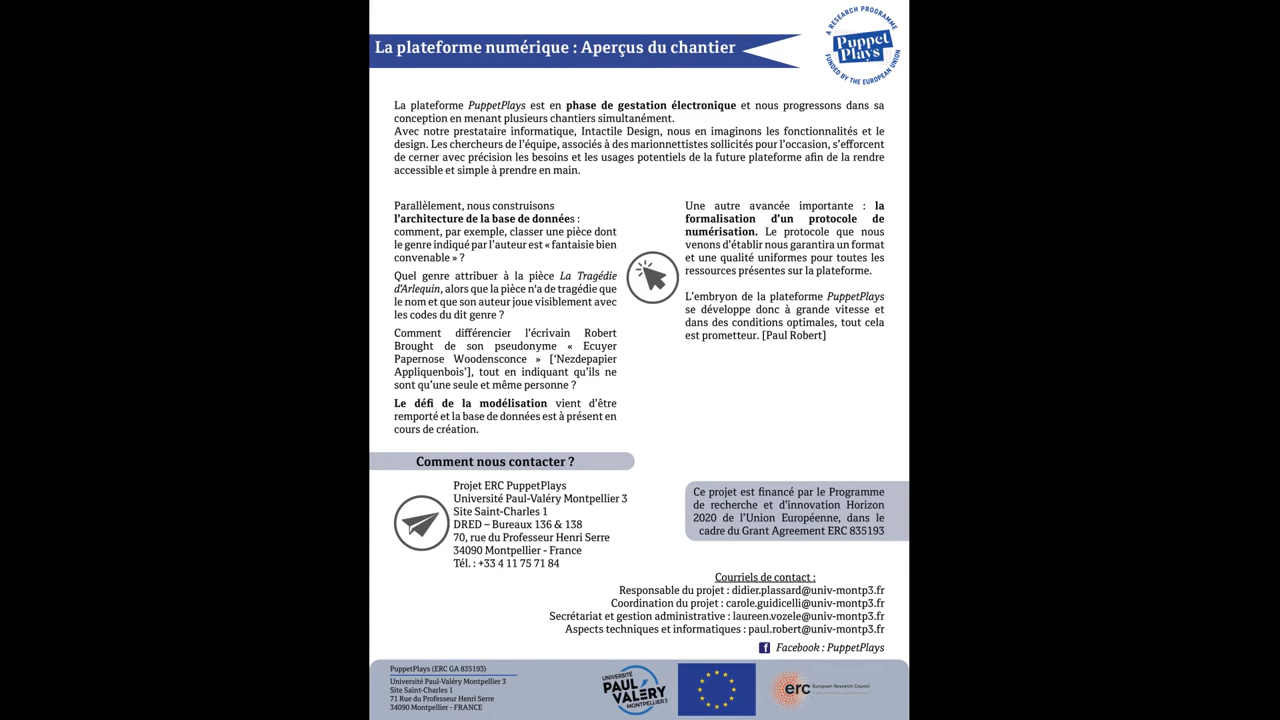 La plateforme numérique : Aperçus du chantier
A RESEARCH PROGRAMME
Puppet
Plays
FUNDED BY THE EUROPEAN UNION
La plateforme PuppetPlays est en phase de gestation électronique et nous progressons dans sa
conception en menant plusieurs chantiers simultanément.
Avec notre prestataire informatique, Intactile Design, nous en imaginons les fonctionnalités et le
design. Les chercheurs de l'équipe, associés à des marionnettistes sollicités pour l'occasion, s'efforcent
de cerner avec précision les besoins et les usages potentiels de la future plateforme afin de la rendre
accessible et simple à prendre en main.
Parallèlement, nous construisons
l'architecture de la base de données :
comment, par exemple, classer une pièce dont
le genre indiqué par l'auteur est « fantaisie bien
convenable » ?
Quel genre attribuer à la pièce La Tragédie
d'Arlequin, alors que la pièce n'a de tragédie que
le nom et que son auteur joue visiblement avec
les codes du dit genre ?
Comment différencier l'écrivain Robert
Brought de son pseudonyme « Ecuyer
Papernose Woodensconce » ['Nezdepapier
Appliquenbois'], tout en indiquant qu'ils ne
sont qu'une seule et même personne ?
Le défi de la modélisation vient d'être
remporté et la base de données est à présent en
cours de création.
Une autre avancée importante : la
formalisation d'un protocole de
numérisation. Le protocole que nous
venons d'établir nous garantira un format
et une qualité uniformes pour toutes les
ressources présentes sur la plateforme.
L'embryon de la plateforme PuppetPlays
se développe donc à grande vitesse et
dans des conditions optimales, tout cela
est prometteur. [Paul Robert]
Comment nous contacter ?
Projet ERC PuppetPlays
Université Paul-Valéry Montpellier 3
Site Saint-Charles 1
DRED – Bureaux 136 & 138
70, rue du Professeur Henri Serre
34090 Montpellier - France
Tél. : +33 4 11 75 71 84
Ce projet est financé par le Programme
de recherche et d'innovation Horizon
2020 de l'Union Européenne, dans le
cadre du Grant Agreement ERC 835193
Courriels de contact :
Responsable du projet : didier.plassard@univ-montp3.fr
Coordination du projet : carole.guidicelli@univ-montp3.fr
Secrétariat et gestion administrative : laureen.vozele@univ-montp3.fr
Aspects techniques et informatiques : paul.robert@univ-montp3.fr
f Facebook : PuppetPlays
PuppetPlays (ERC GA 835193)
Université Paul-Valéry Montpellier 3
Site Saint-Charles 1
71 Rue du Professeur Henri Serre
34090 Montpellier - FRANCE
UNIVERSITÉ
PAUL
VALÉRY
MONTPELLIER 3
erc
European Research Council